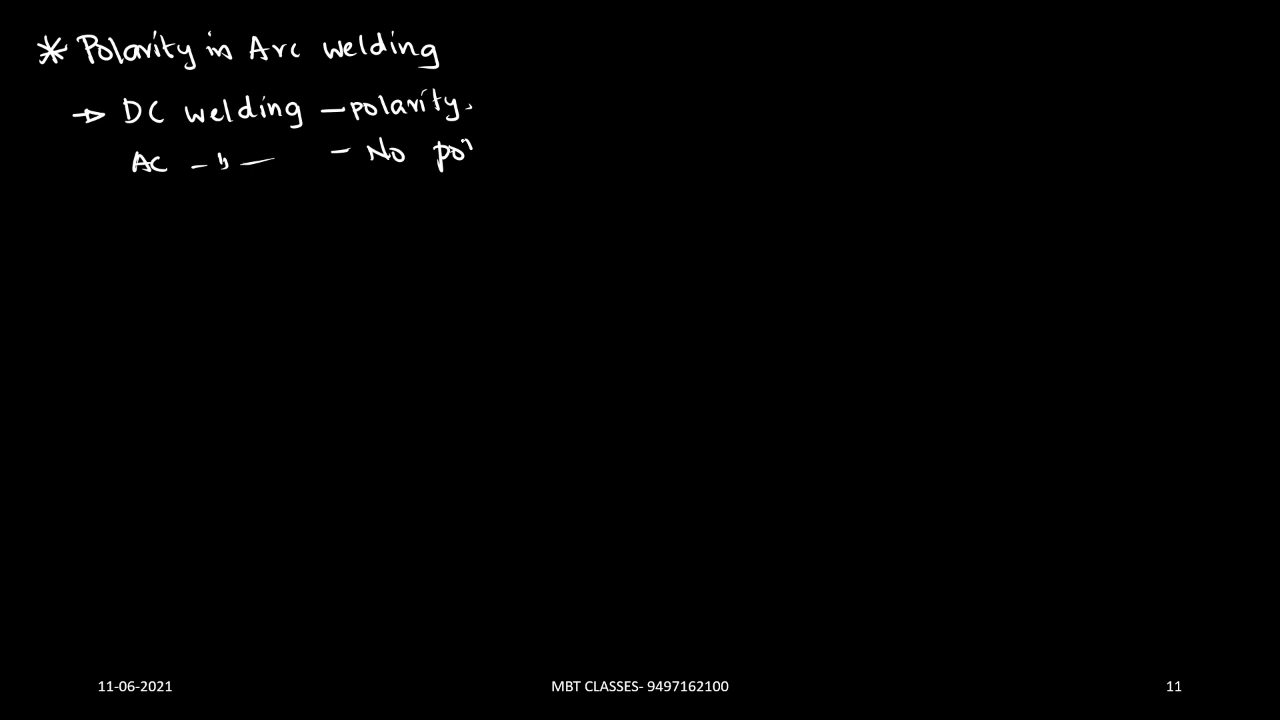 * Polarity in Arc welding
→ DC welding - polarity.
AC - " - - No po
11-06-2021 MBT CLASSES- 9497162100 11